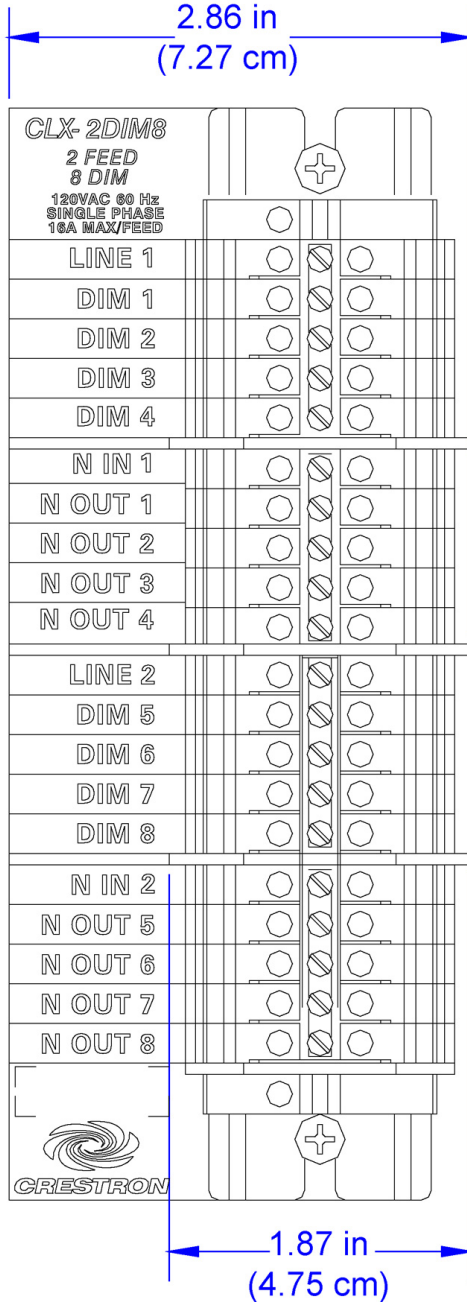 2.86 in
(7.27 cm)
CLX- 2DIM8
2 FEED
8 DIM
120VAC 60 Hz
SINGLE PHASE
16A MAX/FEED
LINE 1
DIM 1
DIM 2
DIM 3
DIM 4
N IN 1
N OUT 1
N OUT 2
N OUT 3
N OUT 4
LINE 2
DIM 5
DIM 6
DIM 7
DIM 8
N IN 2
N OUT 5
N OUT 6
N OUT 7
N OUT 8
CRESTRON
1.87 in
(4.75 cm)